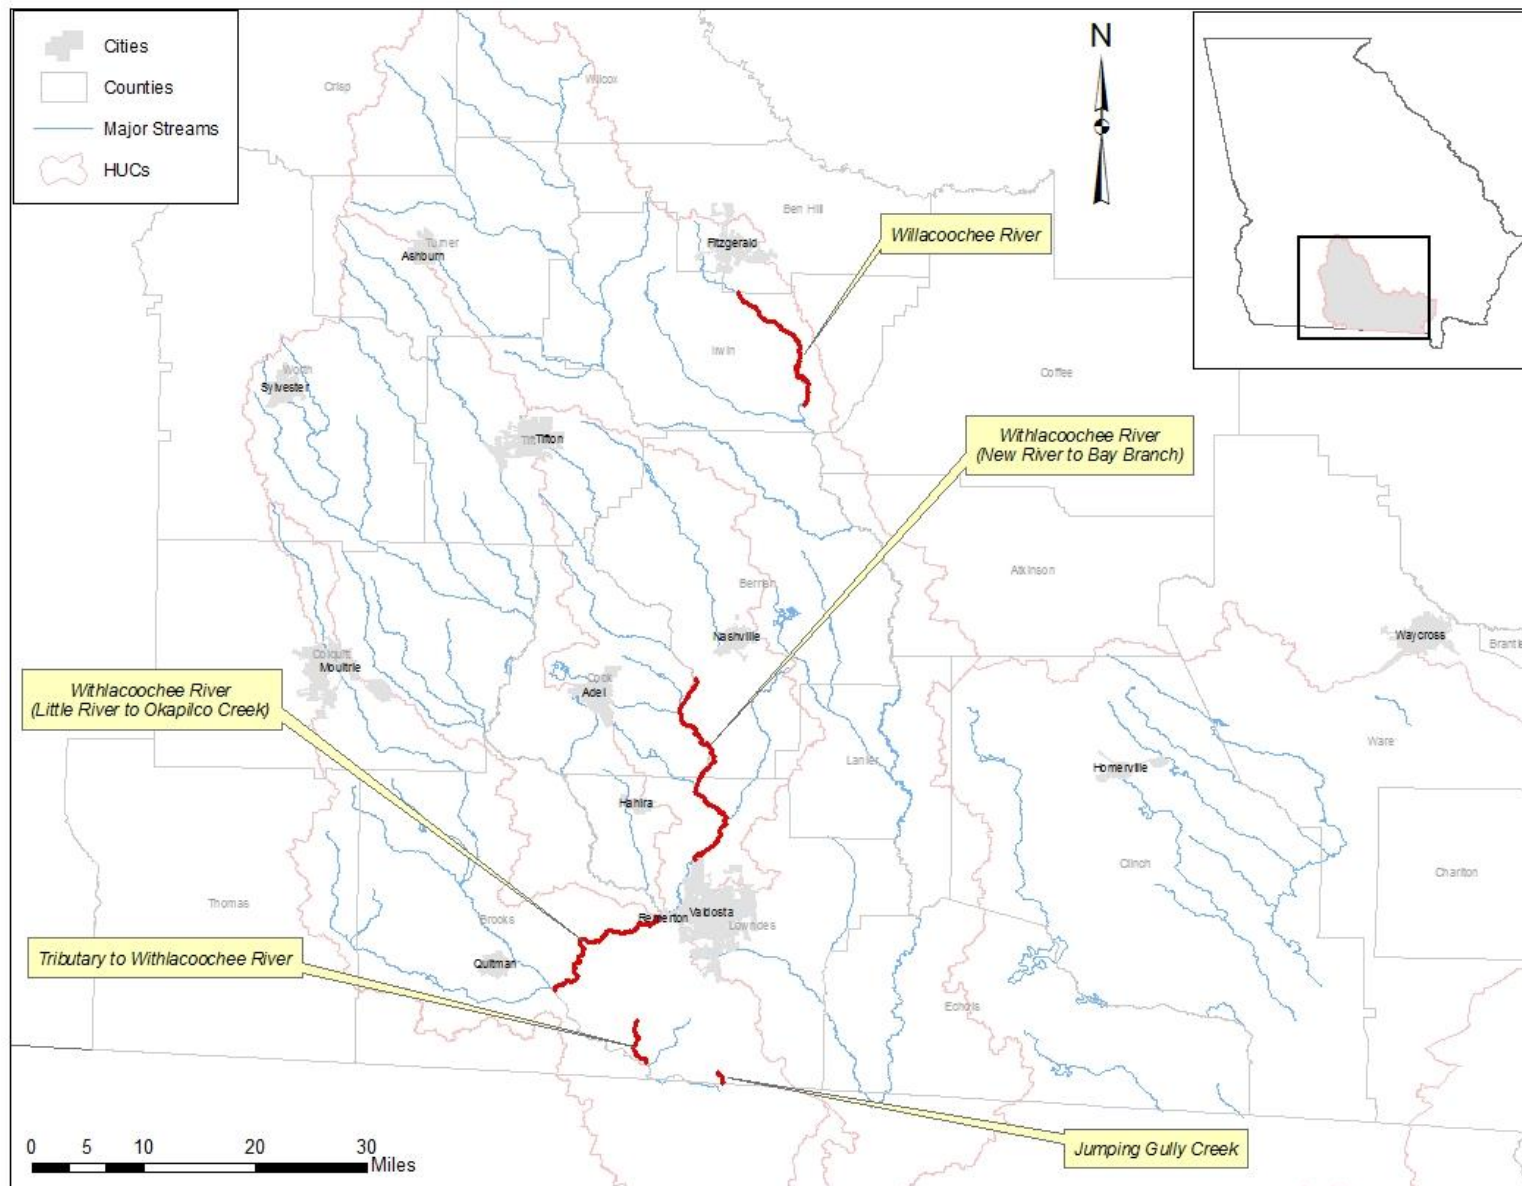 Cities
Counties
Major Streams
HUCs
N
Crisp
Wilcox
Ben Hill
Willacoochee River
Turner
Ashburn
Fitzgerald
Irwin
Coffee
Worth
Sylvester
Withlacoochee River
(New River to Bay Branch)
Tifton
Berrien
Atkinson
Nashville
Waycross
Colquitt
Moultrie
Cook
Adel
Withlacoochee River
(Little River to Okapilco Creek)
Ware
Lanier
Homerville
Hahira
Clinch
Charlton
Thomas
Brooks
Remerton
Valdosta
Lowndes
Tributary to Withlacoochee River
Quitman
Echols
Jumping Gully Creek
0 5 10 20 30
Miles